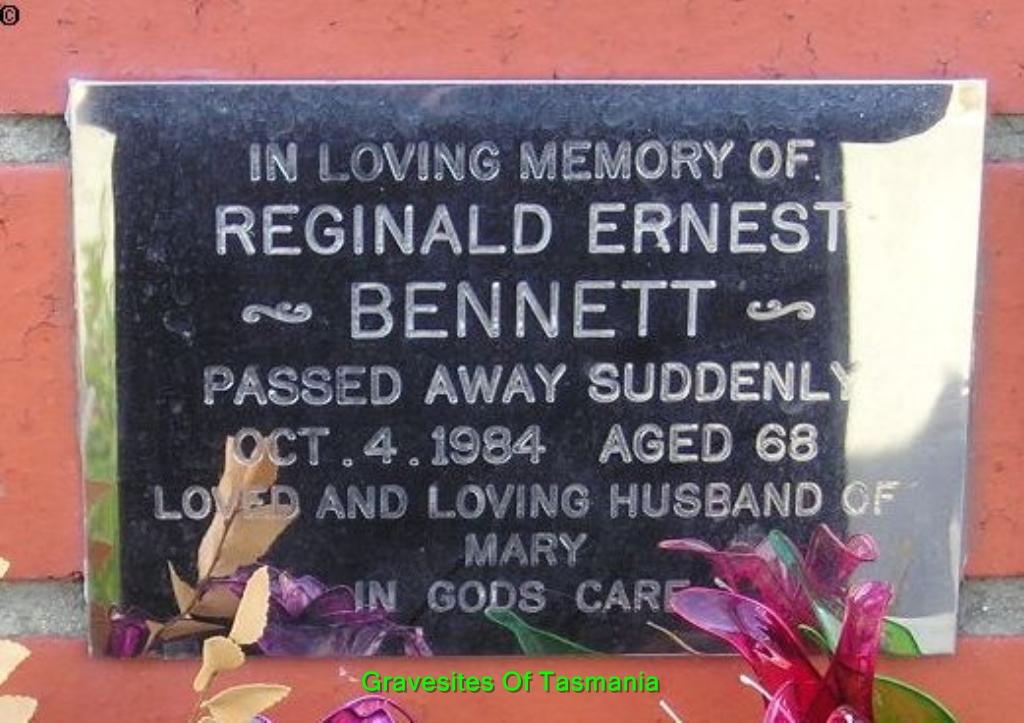 ©
IN LOVING MEMORY OF.
REGINALD ERNEST
~ BENNETT ~
PASSED AWAY SUDDENLY
OCT. 4. 1984 AGED 68
LOVED AND LOVING HUSBAND OF
MARY
IN GODS CARE
Gravesites Of Tasmania